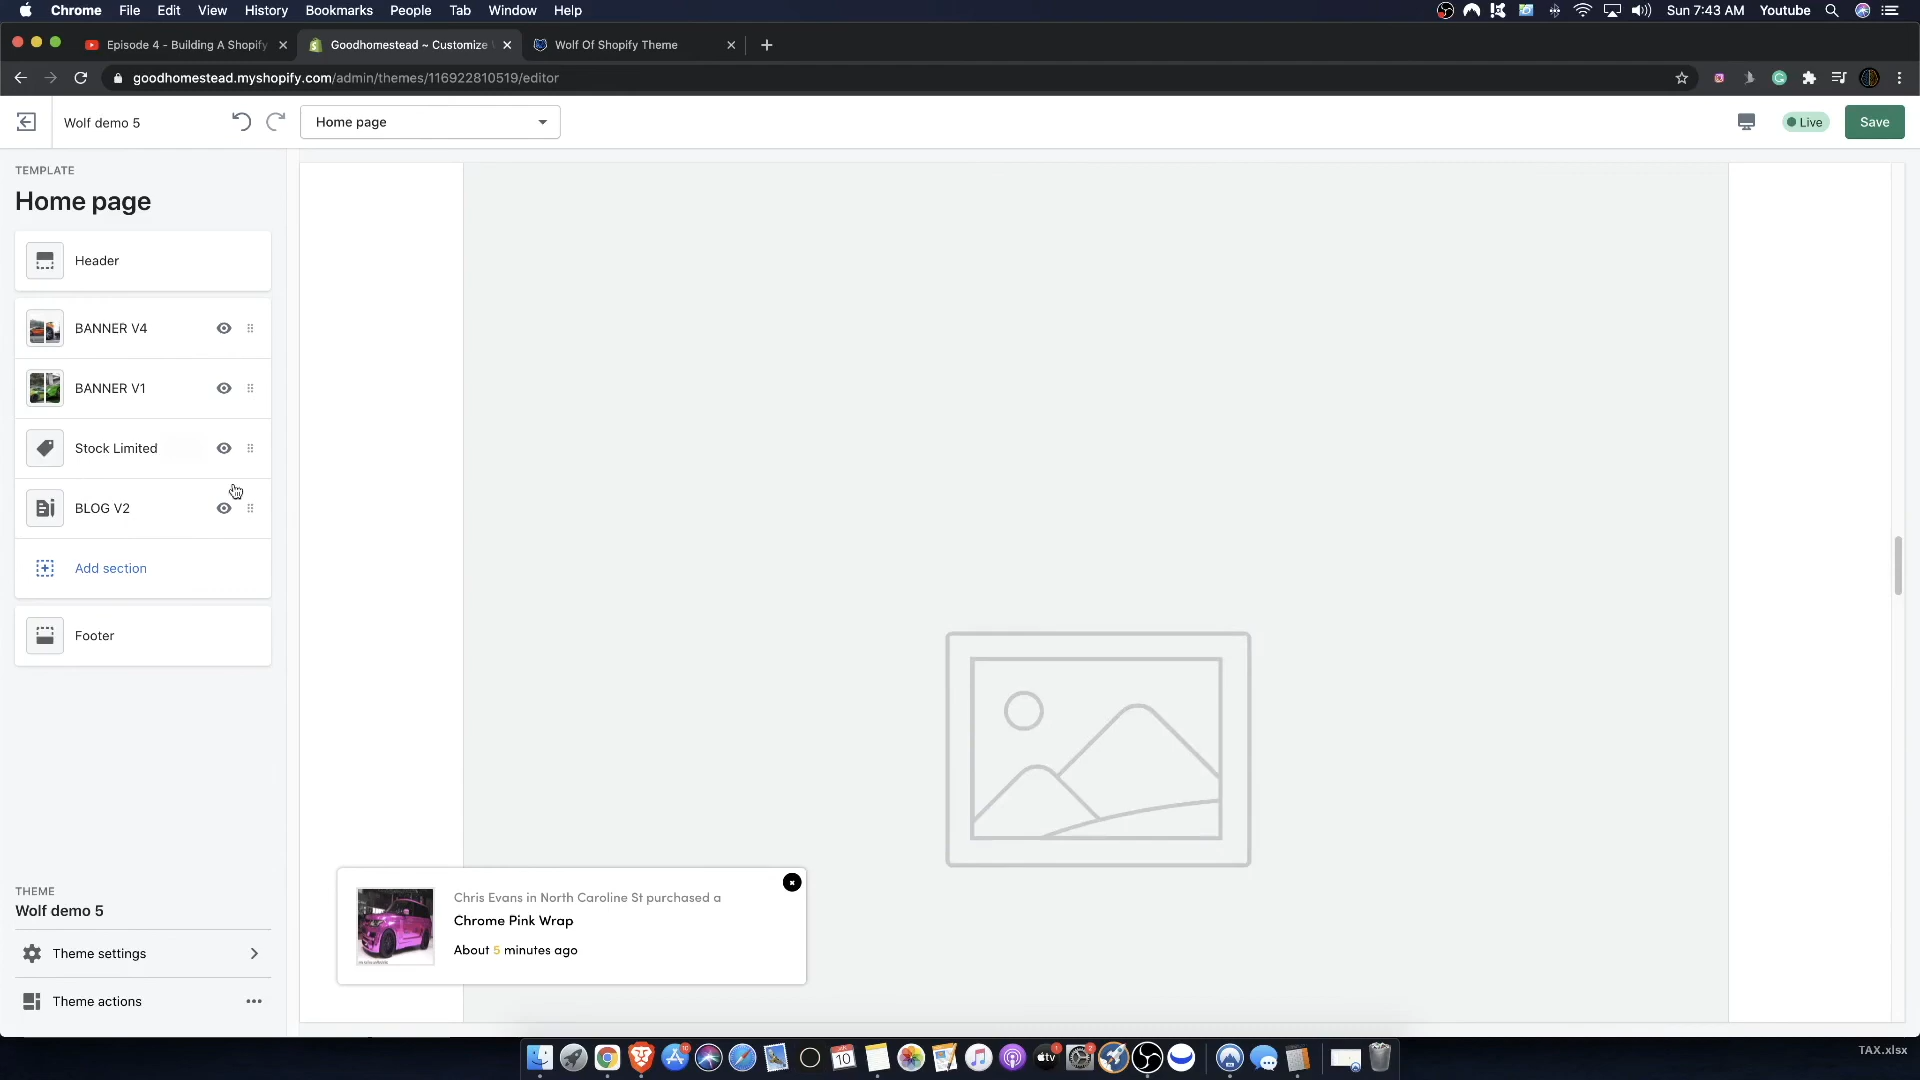 Chrome File Edit View History Bookmarks People Tab Window Help
Sun 7:43 AM Youtube
Episode 4 - Building A Shopify
Goodhomestead ~ Customize
Wolf Of Shopify Theme
goodhomestead.myshopify.com/admin/themes/116922810519/editor
Wolf demo 5
Home page
Live
Save
TEMPLATE
Home page
Header
BANNER V4
BANNER V1
Stock Limited
BLOG V2
Add section
Footer
Chris Evans in North Caroline St purchased a
Chrome Pink Wrap
About 5 minutes ago
THEME
Wolf demo 5
Theme settings
Theme actions
TAX.xlsx